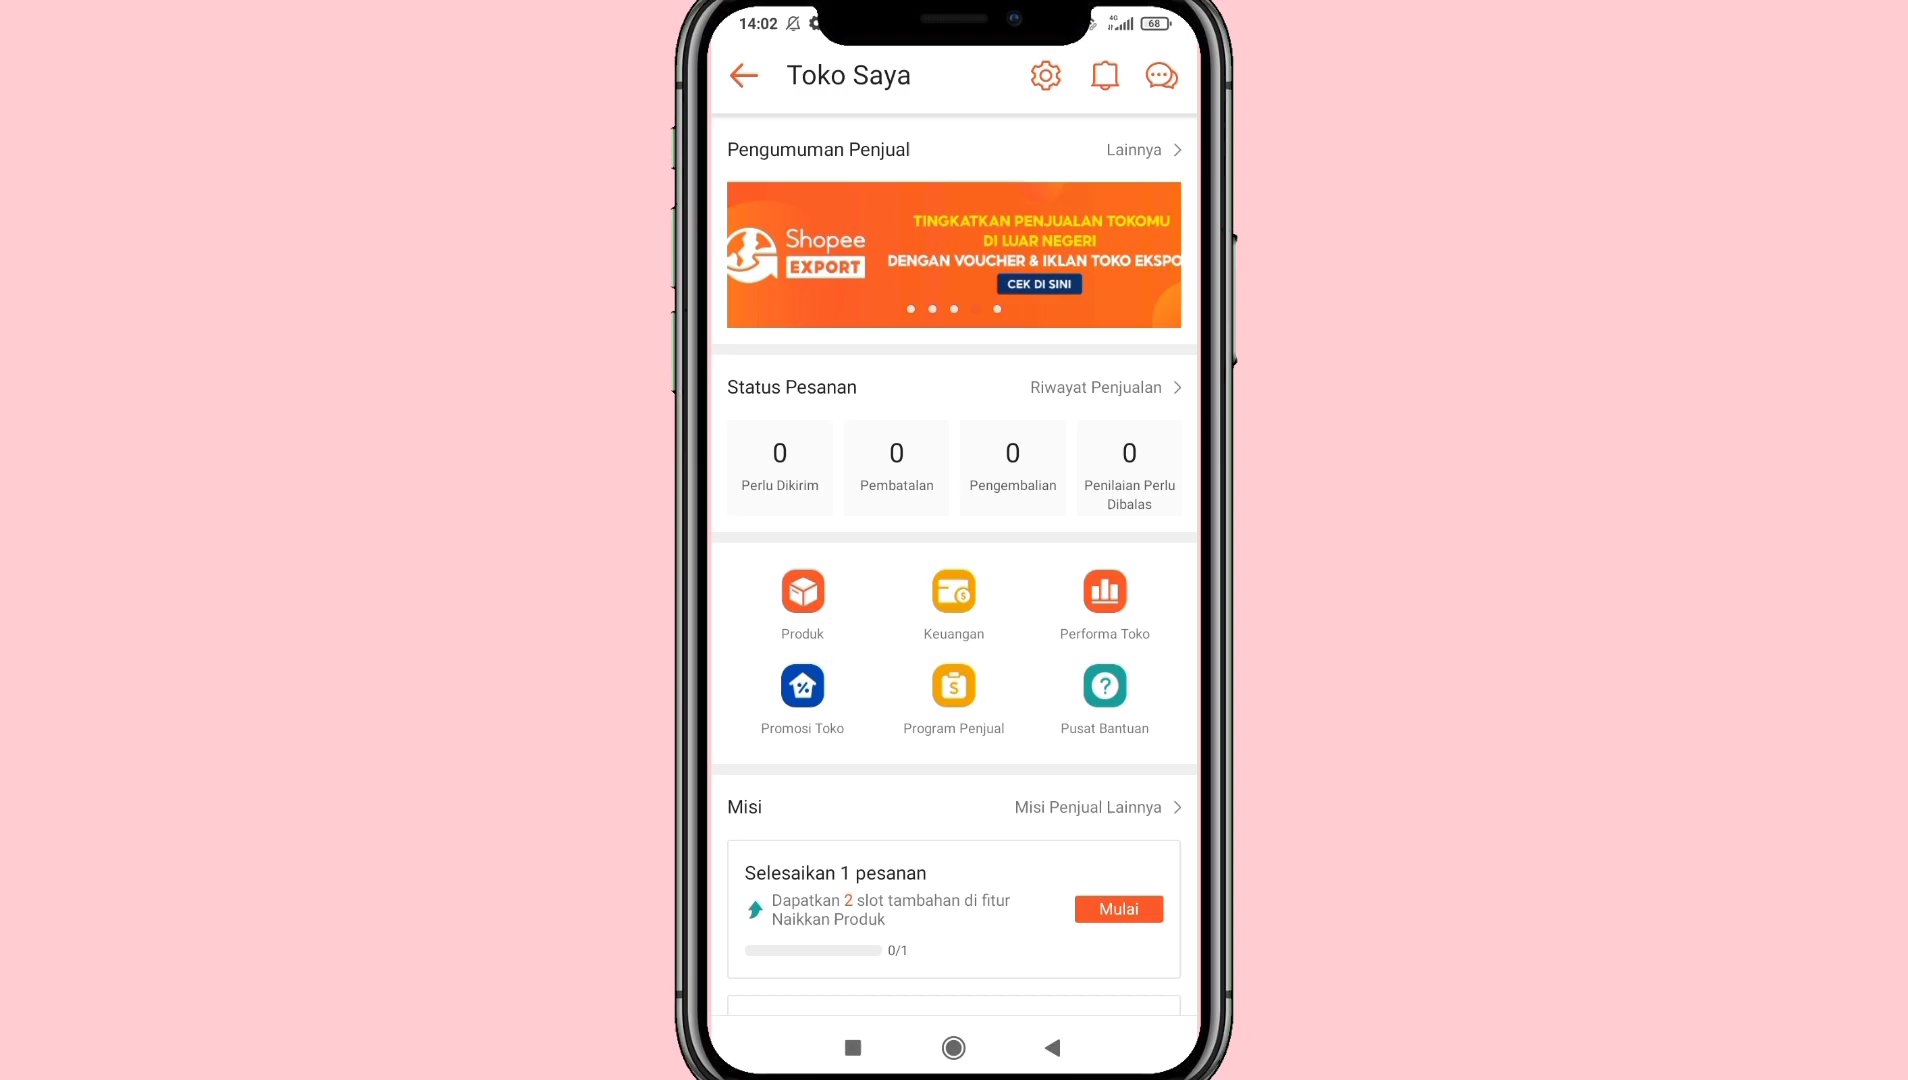 14:02
4G
68
Toko Saya
Pengumuman Penjual
Lainnya
Shopee
EXPORT
TINGKATKAN PENJUALAN TOKOMU
DI LUAR NEGERI
DENGAN VOUCHER & IKLAN TOKO EKSPO
CEK DI SINI
Status Pesanan
Riwayat Penjualan
0
0
0
0
Perlu Dikirim
Pembatalan
Pengembalian
Penilaian Perlu
Dibalas
Produk
Keuangan
Performa Toko
Promosi Toko
Program Penjual
Pusat Bantuan
Misi
Misi Penjual Lainnya
Selesaikan 1 pesanan
Dapatkan 2 slot tambahan di fitur
Naikkan Produk
Mulai
0/1